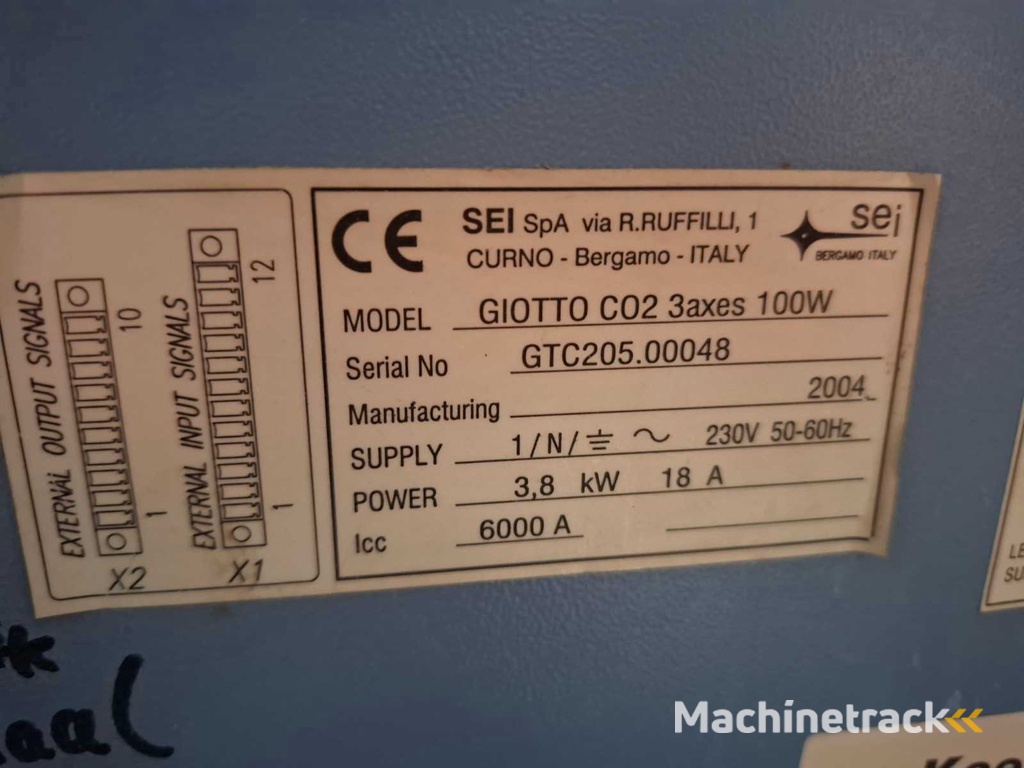 EXTERNAL OUTPUT SIGNALS
10
1
X2
EXTERNAL INPUT SIGNALS
12
1
X1
CE SEI SpA via R.RUFFILLI, 1
CURNO - Bergamo - ITALY
sei
BERGAMO ITALY
MODEL GIOTTO CO2 3axes 100W
Serial No GTC205.00048
Manufacturing 2004
SUPPLY 1/N/⏚ ~ 230V 50-60Hz
POWER 3,8 kW 18 A
Icc 6000 A
LE
SU
Machinetrack